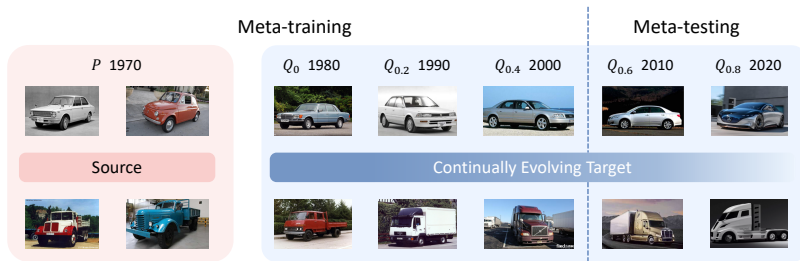 Meta-training
Meta-testing
P 1970
Q₀ 1980
Q₀.₂ 1990
Q₀.₄ 2000
Q₀.₆ 2010
Q₀.₈ 2020
Source
Continually Evolving Target